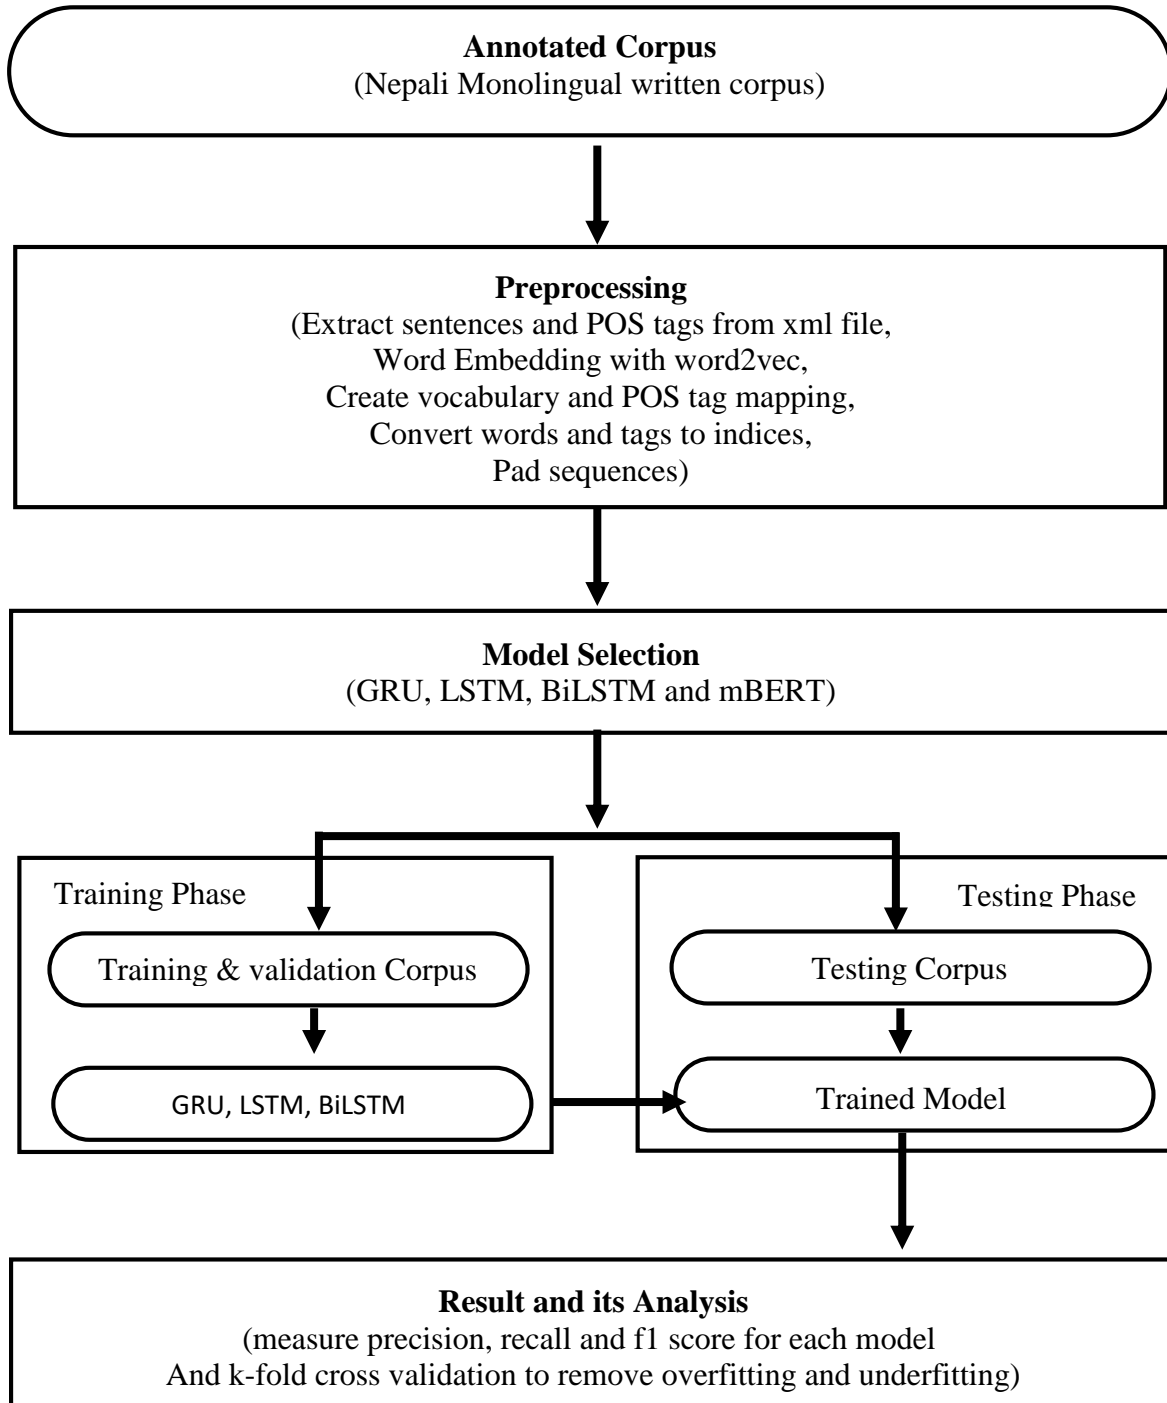 Annotated Corpus
(Nepali Monolingual written corpus)
Preprocessing
(Extract sentences and POS tags from xml file,
Word Embedding with word2vec,
Create vocabulary and POS tag mapping,
Convert words and tags to indices,
Pad sequences)
Model Selection
(GRU, LSTM, BiLSTM and mBERT)
Training Phase
Training & validation Corpus
GRU, LSTM, BiLSTM
Testing Phase
Testing Corpus
Trained Model
Result and its Analysis
(measure precision, recall and f1 score for each model
And k-fold cross validation to remove overfitting and underfitting)